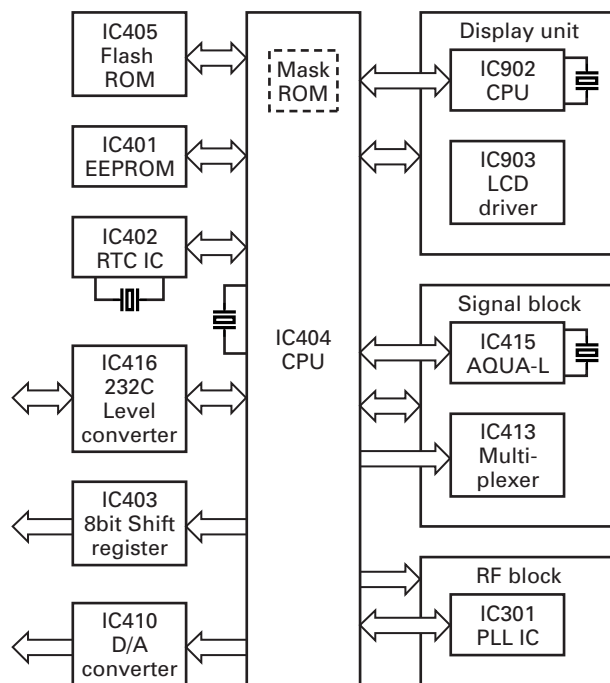 IC405
Flash
ROM
IC401
EEPROM
IC402
RTC IC
IC416
232C
Level
converter
IC403
8bit Shift
register
IC410
D/A
converter
Mask
ROM
IC404
CPU
Display unit
IC902
CPU
IC903
LCD
driver
Signal block
IC415
AQUA-L
IC413
Multi-
plexer
RF block
IC301
PLL IC